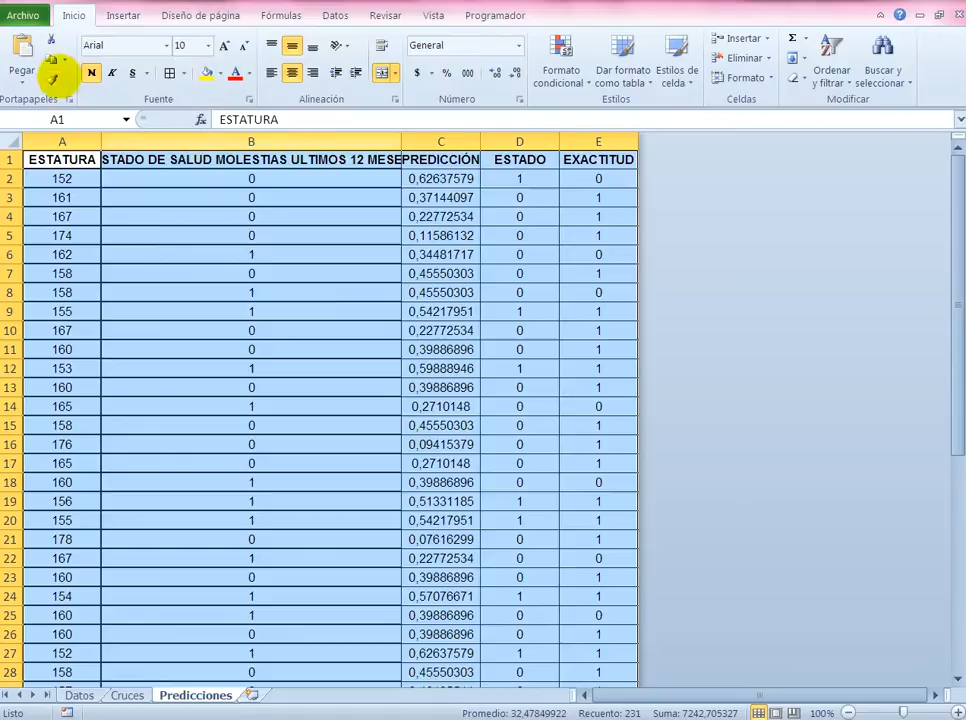 Archivo Inicio Insertar Diseño de página Fórmulas Datos Revisar Vista Programador
Arial 10 General Insertar Σ
Pegar N K S A $ % 000 Formato condicional Dar formato como tabla Estilos de celda Eliminar Formato Ordenar y filtrar Buscar y seleccionar
Portapapeles Fuente Alineación Número Estilos Celdas Modificar
A1 fx ESTATURA
A B C D E
1 ESTATURA STADO DE SALUD MOLESTIAS ULTIMOS 12 MESE PREDICCIÓN ESTADO EXACTITUD
2 152 0 0,62637579 1 0
3 161 0 0,37144097 0 1
4 167 0 0,22772534 0 1
5 174 0 0,11586132 0 1
6 162 1 0,34481717 0 0
7 158 0 0,45550303 0 1
8 158 1 0,45550303 0 0
9 155 1 0,54217951 1 1
10 167 0 0,22772534 0 1
11 160 0 0,39886896 0 1
12 153 1 0,59888946 1 1
13 160 0 0,39886896 0 1
14 165 1 0,2710148 0 0
15 158 0 0,45550303 0 1
16 176 0 0,09415379 0 1
17 165 0 0,2710148 0 1
18 160 1 0,39886896 0 0
19 156 1 0,51331185 1 1
20 155 1 0,54217951 1 1
21 178 0 0,07616299 0 1
22 167 1 0,22772534 0 0
23 160 0 0,39886896 0 1
24 154 1 0,57076671 1 1
25 160 1 0,39886896 0 0
26 160 0 0,39886896 0 1
27 152 1 0,62637579 1 1
28 158 0 0,45550303 0 1
Datos Cruces Predicciones
Listo Promedio: 32,47849922 Recuento: 231 Suma: 7242,705327 100%